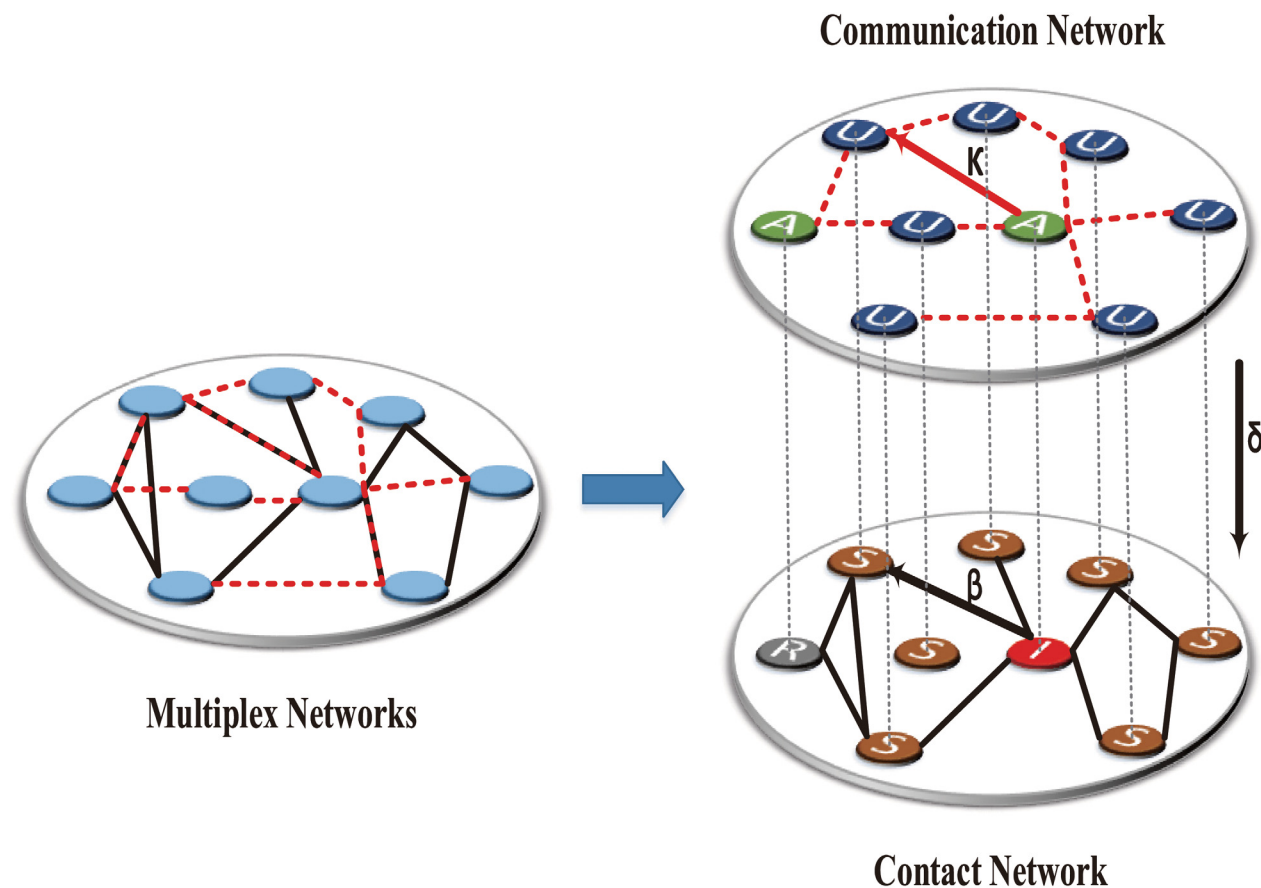 Communication Network
U
U
U
K
A
U
A
U
U
U
δ
Multiplex Networks
S
S
S
β
R
S
I
S
S
S
Contact Network